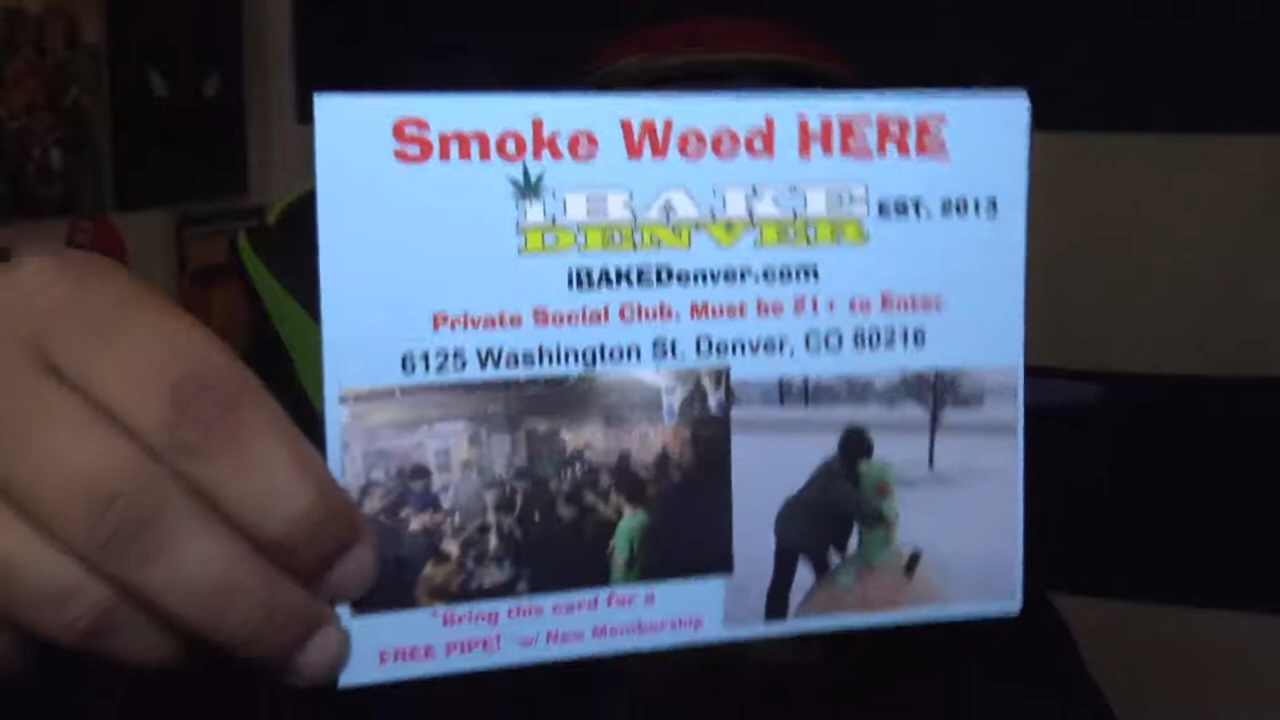 Smoke Weed HERE
iBAKE
DENVER
EST. 2013
iBAKEDenver.com
Private Social Club. Must be 21+ to Enter
6125 Washington St. Denver, CO 80216
*Bring this card for a
FREE PIPE! w/ New Membership